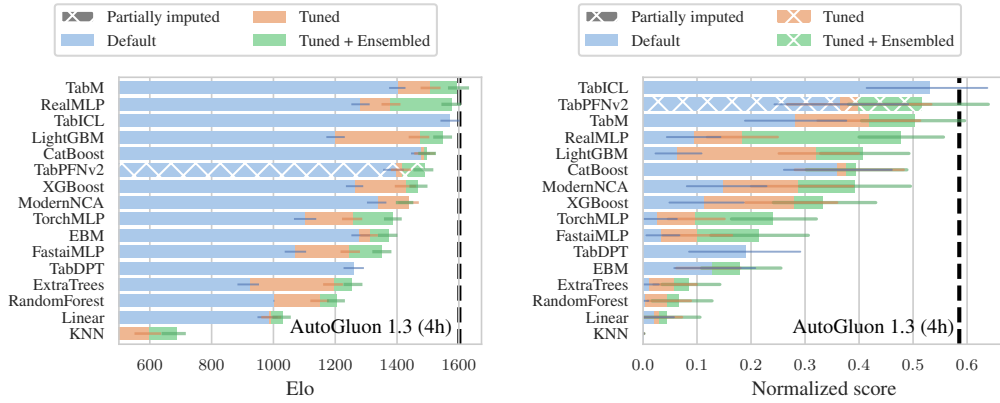 Partially imputed
Tuned
Default
Tuned + Ensembled
TabM
RealMLP
TabICL
LightGBM
CatBoost
TabPFNv2
XGBoost
ModernNCA
TorchMLP
EBM
FastaiMLP
TabDPT
ExtraTrees
RandomForest
Linear
KNN
AutoGluon 1.3 (4h)
600 800 1000 1200 1400 1600
Elo
Partially imputed
Tuned
Default
Tuned + Ensembled
TabICL
TabPFNv2
TabM
RealMLP
LightGBM
CatBoost
ModernNCA
XGBoost
TorchMLP
FastaiMLP
TabDPT
EBM
ExtraTrees
RandomForest
Linear
KNN
AutoGluon 1.3 (4h)
0.0 0.1 0.2 0.3 0.4 0.5 0.6
Normalized score